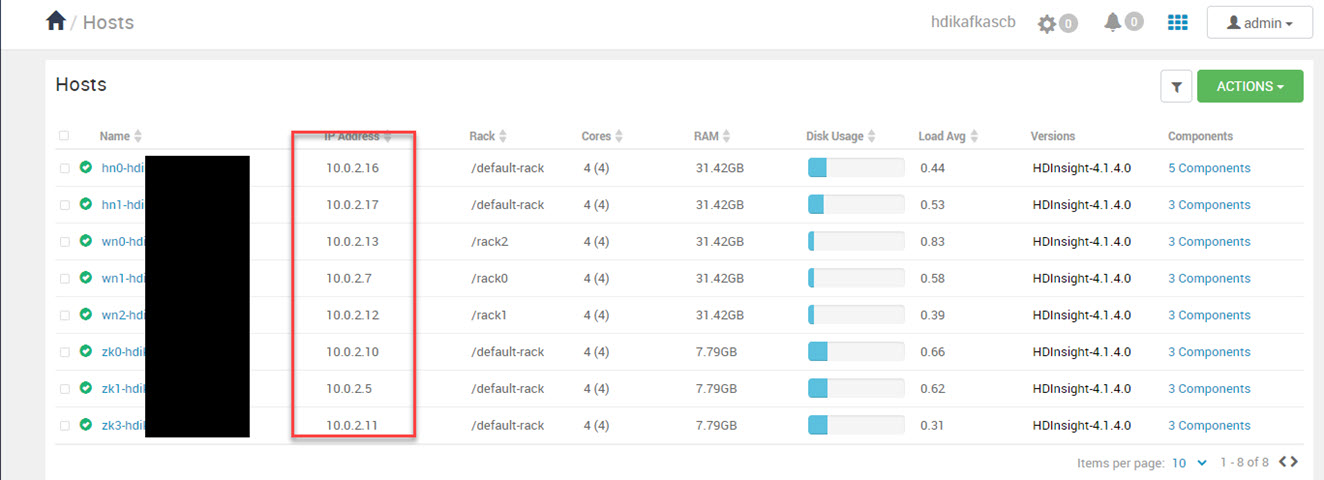 / Hosts hdikafkascb 0 0 admin
Hosts ACTIONS
Name IP Address Rack Cores RAM Disk Usage Load Avg Versions Components
hn0-hdi 10.0.2.16 /default-rack 4 (4) 31.42GB 0.44 HDInsight-4.1.4.0 5 Components
hn1-hdi 10.0.2.17 /default-rack 4 (4) 31.42GB 0.53 HDInsight-4.1.4.0 3 Components
wn0-hdi 10.0.2.13 /rack2 4 (4) 31.42GB 0.83 HDInsight-4.1.4.0 3 Components
wn1-hdi 10.0.2.7 /rack0 4 (4) 31.42GB 0.58 HDInsight-4.1.4.0 3 Components
wn2-hdi 10.0.2.12 /rack1 4 (4) 31.42GB 0.39 HDInsight-4.1.4.0 3 Components
zk0-hdi 10.0.2.10 /default-rack 4 (4) 7.79GB 0.66 HDInsight-4.1.4.0 3 Components
zk1-hdi 10.0.2.5 /default-rack 4 (4) 7.79GB 0.62 HDInsight-4.1.4.0 3 Components
zk3-hdi 10.0.2.11 /default-rack 4 (4) 7.79GB 0.31 HDInsight-4.1.4.0 3 Components
Items per page: 10 1 - 8 of 8